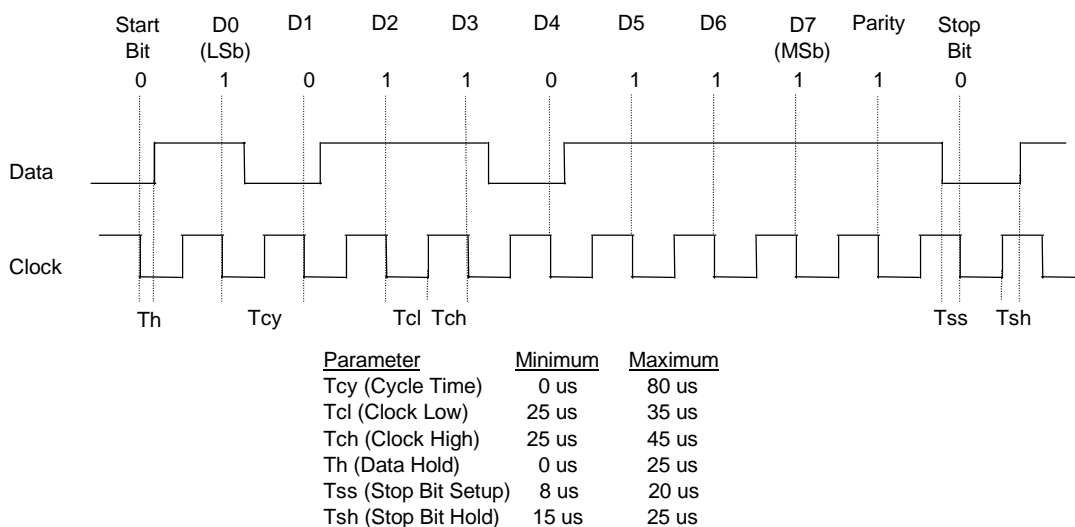 Start D0 D1 D2 D3 D4 D5 D6 D7 Parity Stop
Bit (LSb) (MSb) Bit
0 1 0 1 1 0 1 1 1 1 0
Data
Clock
Th Tcy Tcl Tch Tss Tsh
Parameter Minimum Maximum
Tcy (Cycle Time) 0 us 80 us
Tcl (Clock Low) 25 us 35 us
Tch (Clock High) 25 us 45 us
Th (Data Hold) 0 us 25 us
Tss (Stop Bit Setup) 8 us 20 us
Tsh (Stop Bit Hold) 15 us 25 us